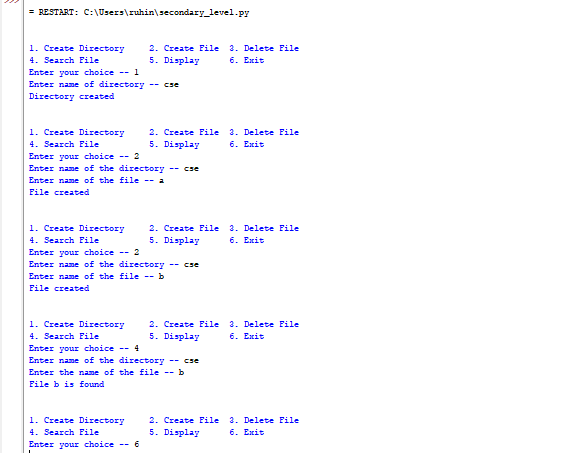 >>>
= RESTART: C:\Users\ruhin\secondary_level.py
1. Create Directory 2. Create File 3. Delete File
4. Search File 5. Display 6. Exit
Enter your choice -- 1
Enter name of directory -- cse
Directory created
1. Create Directory 2. Create File 3. Delete File
4. Search File 5. Display 6. Exit
Enter your choice -- 2
Enter name of the directory -- cse
Enter name of the file -- a
File created
1. Create Directory 2. Create File 3. Delete File
4. Search File 5. Display 6. Exit
Enter your choice -- 2
Enter name of the directory -- cse
Enter name of the file -- b
File created
1. Create Directory 2. Create File 3. Delete File
4. Search File 5. Display 6. Exit
Enter your choice -- 4
Enter name of the directory -- cse
Enter the name of the file -- b
File b is found
1. Create Directory 2. Create File 3. Delete File
4. Search File 5. Display 6. Exit
Enter your choice -- 6